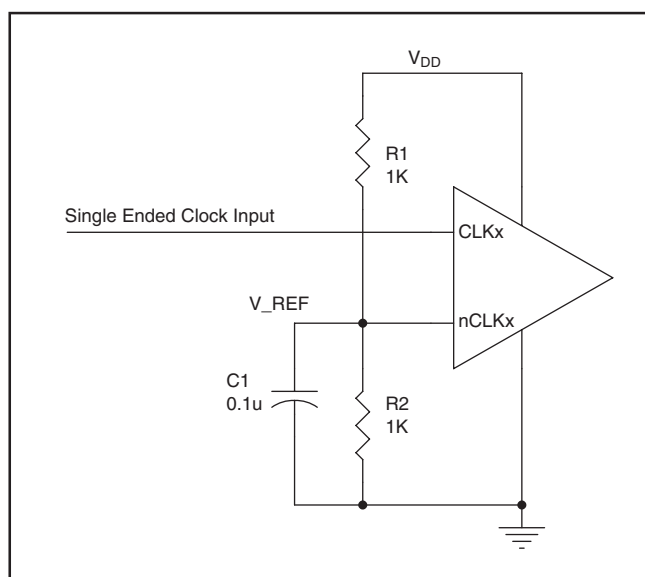 V_DD
R1
1K
Single Ended Clock Input
CLKx
V_REF
nCLKx
C1
0.1u
R2
1K